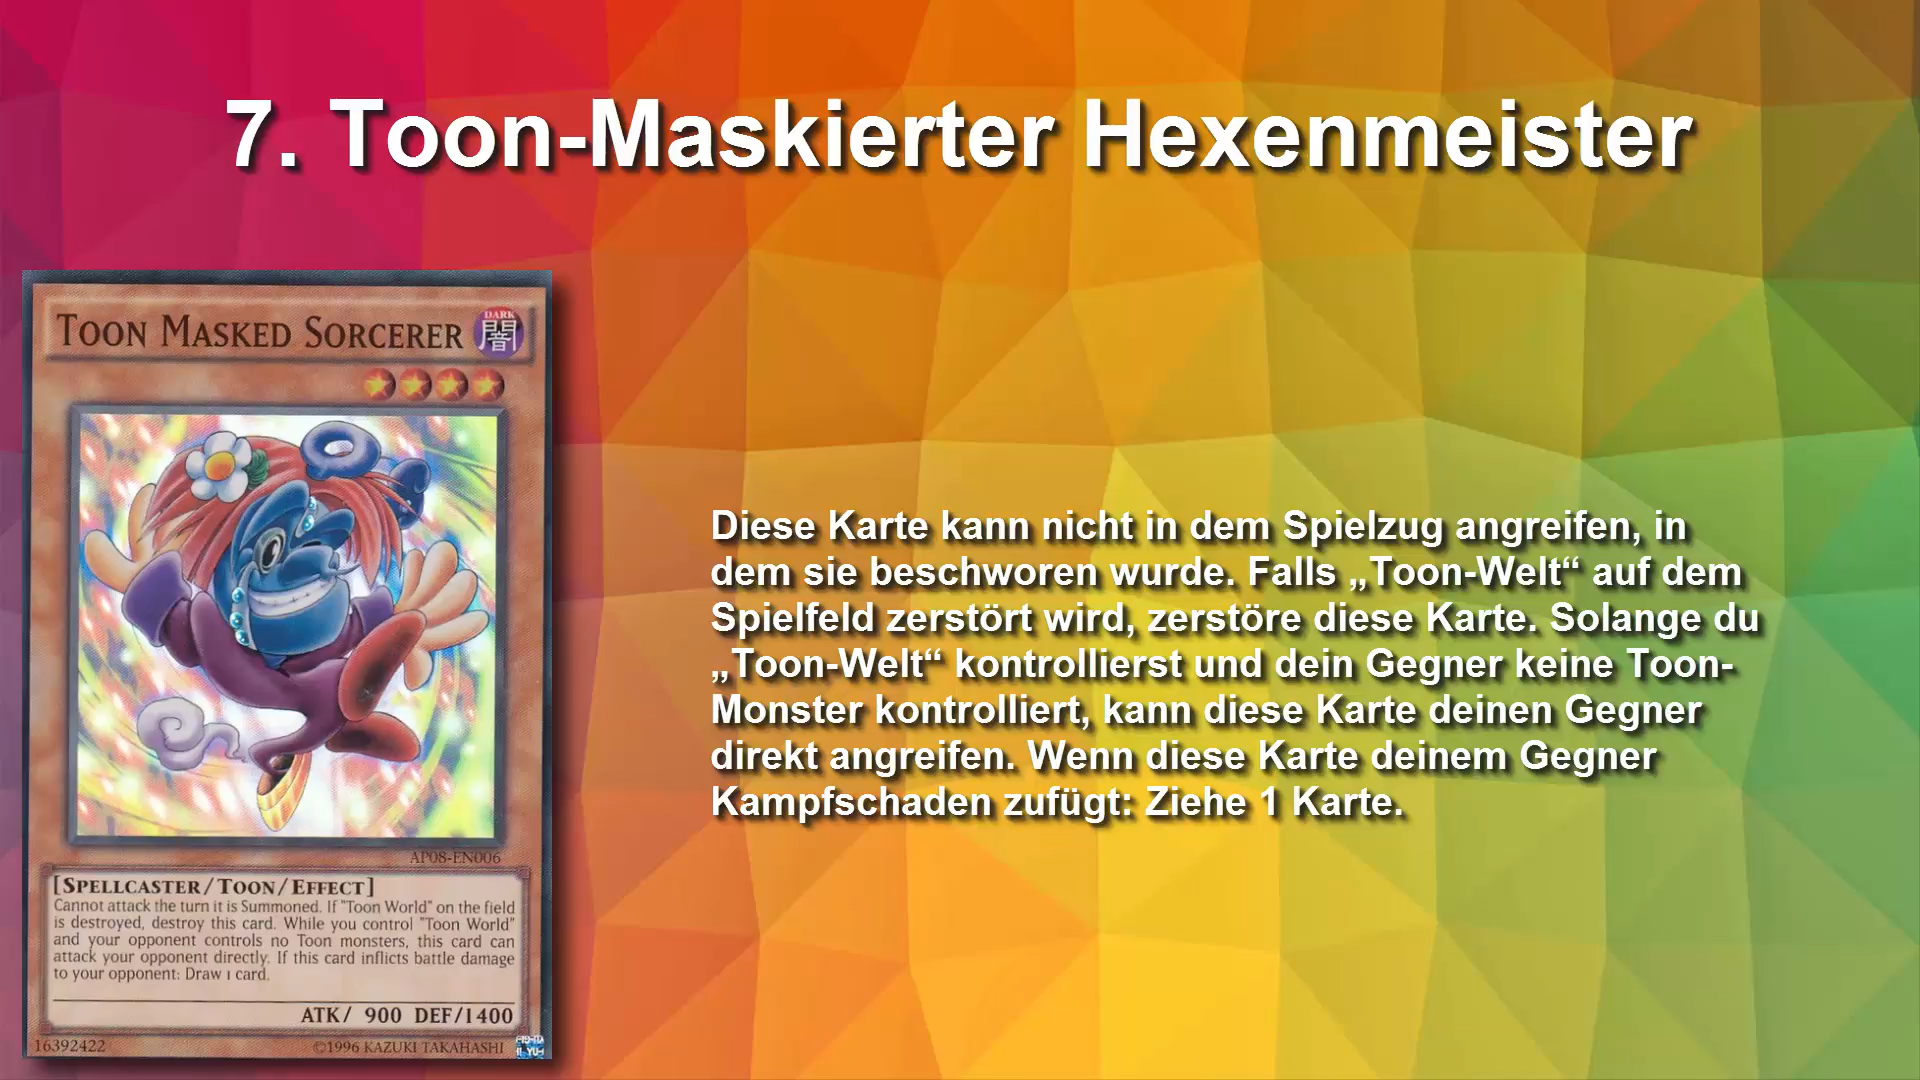 7. Toon-Maskierter Hexenmeister
TOON MASKED SORCERER
DARK
闇
AP08-EN006
[SPELLCASTER/TOON/EFFECT]
Cannot attack the turn it is Summoned. If "Toon World" on the field
is destroyed, destroy this card. While you control "Toon World"
and your opponent controls no Toon monsters, this card can
attack your opponent directly. If this card inflicts battle damage
to your opponent: Draw 1 card.
ATK/ 900 DEF/1400
16392422
©1996 KAZUKI TAKAHASHI
Diese Karte kann nicht in dem Spielzug angreifen, in
dem sie beschworen wurde. Falls „Toon-Welt“ auf dem
Spielfeld zerstört wird, zerstöre diese Karte. Solange du
„Toon-Welt“ kontrollierst und dein Gegner keine Toon-
Monster kontrolliert, kann diese Karte deinen Gegner
direkt angreifen. Wenn diese Karte deinem Gegner
Kampfschaden zufügt: Ziehe 1 Karte.